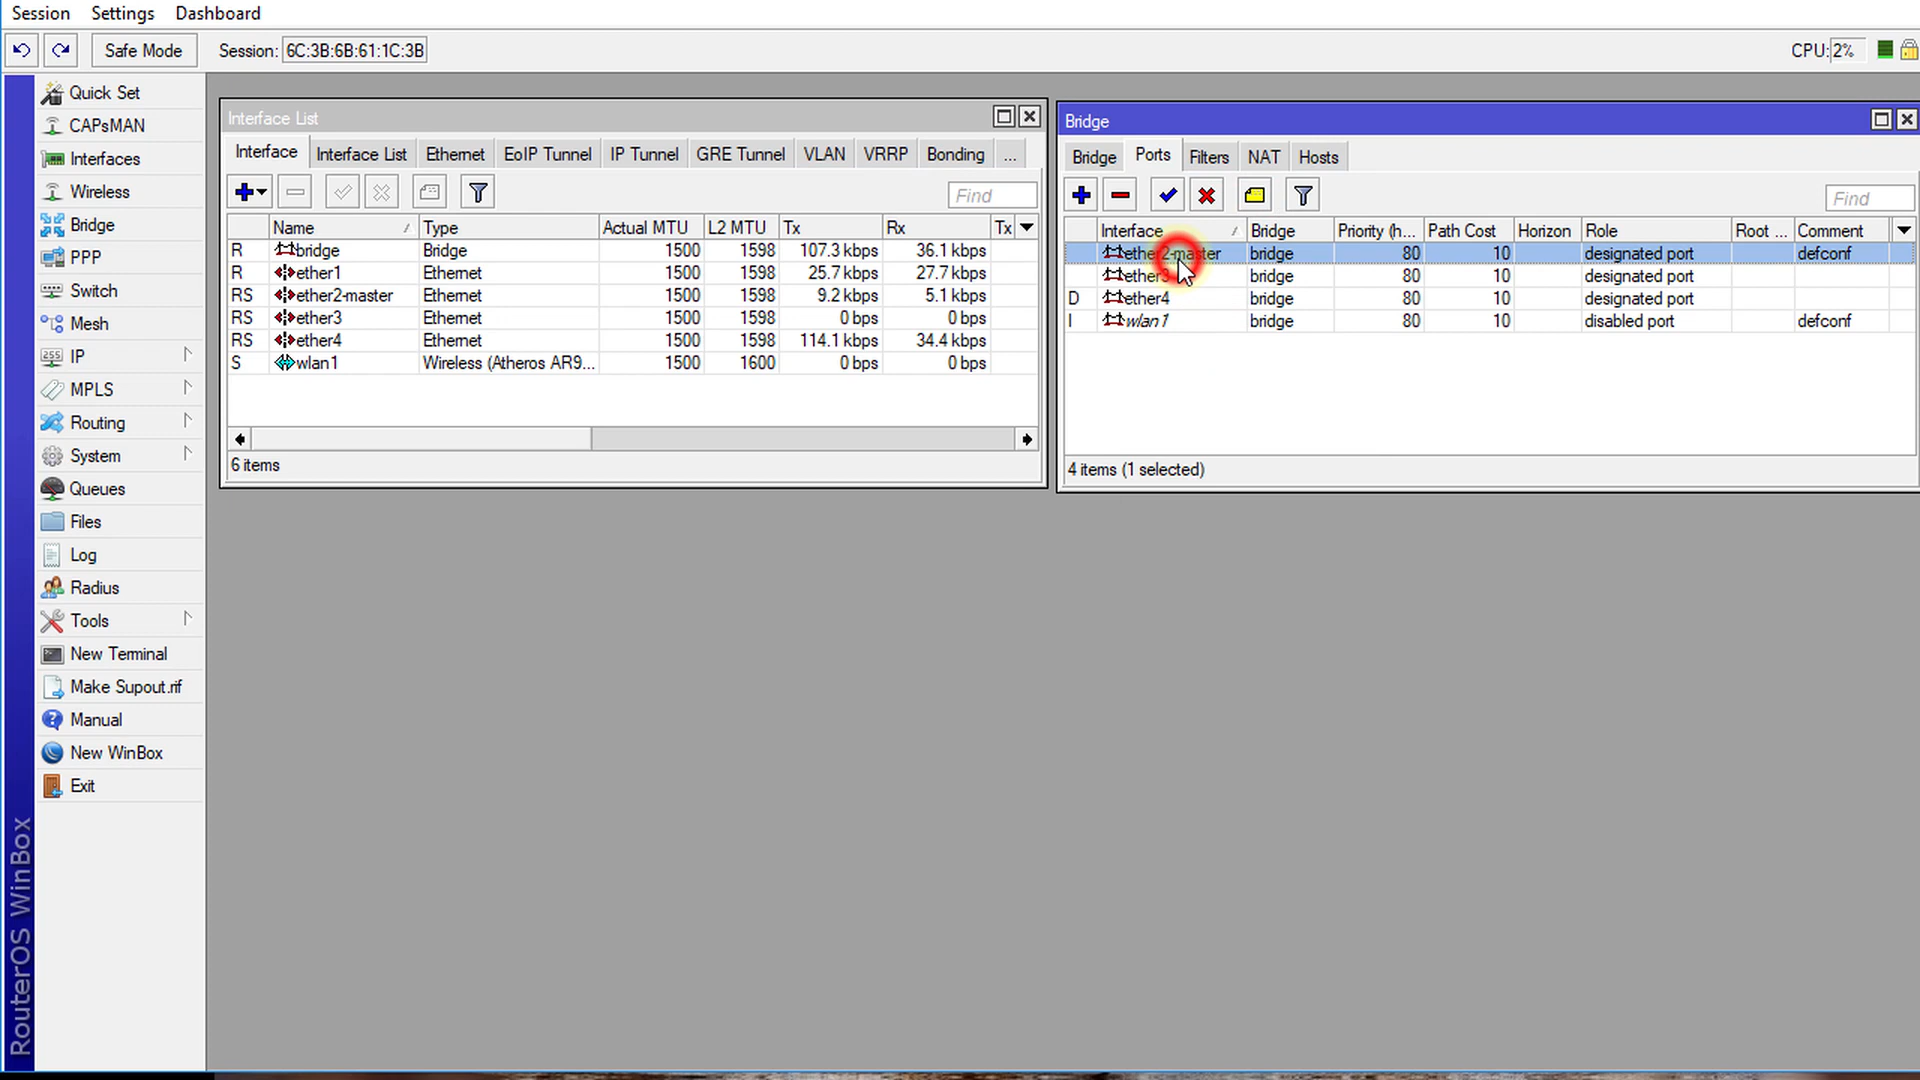 Session Settings Dashboard
Safe Mode Session: 6C:3B:6B:61:1C:3B CPU: 2%
Quick Set
CAPsMAN
Interfaces
Wireless
Bridge
PPP
Switch
Mesh
255 IP
MPLS
Routing
System
Queues
Files
Log
Radius
Tools
New Terminal
Make Supout.rif
Manual
New WinBox
Exit
RouterOS WinBox
Interface List
Interface Interface List Ethernet EoIP Tunnel IP Tunnel GRE Tunnel VLAN VRRP Bonding ...
Find
Name Type Actual MTU L2 MTU Tx Rx Tx
R bridge Bridge 1500 1598 107.3 kbps 36.1 kbps
R ether1 Ethernet 1500 1598 25.7 kbps 27.7 kbps
RS ether2-master Ethernet 1500 1598 9.2 kbps 5.1 kbps
RS ether3 Ethernet 1500 1598 0 bps 0 bps
RS ether4 Ethernet 1500 1598 114.1 kbps 34.4 kbps
S wlan1 Wireless (Atheros AR9... 1500 1600 0 bps 0 bps
6 items
Bridge
Bridge Ports Filters NAT Hosts
Find
Interface Bridge Priority (h... Path Cost Horizon Role Root ... Comment
ether2-master bridge 80 10 designated port defconf
ether3 bridge 80 10 designated port
D ether4 bridge 80 10 designated port
I wlan1 bridge 80 10 disabled port defconf
4 items (1 selected)